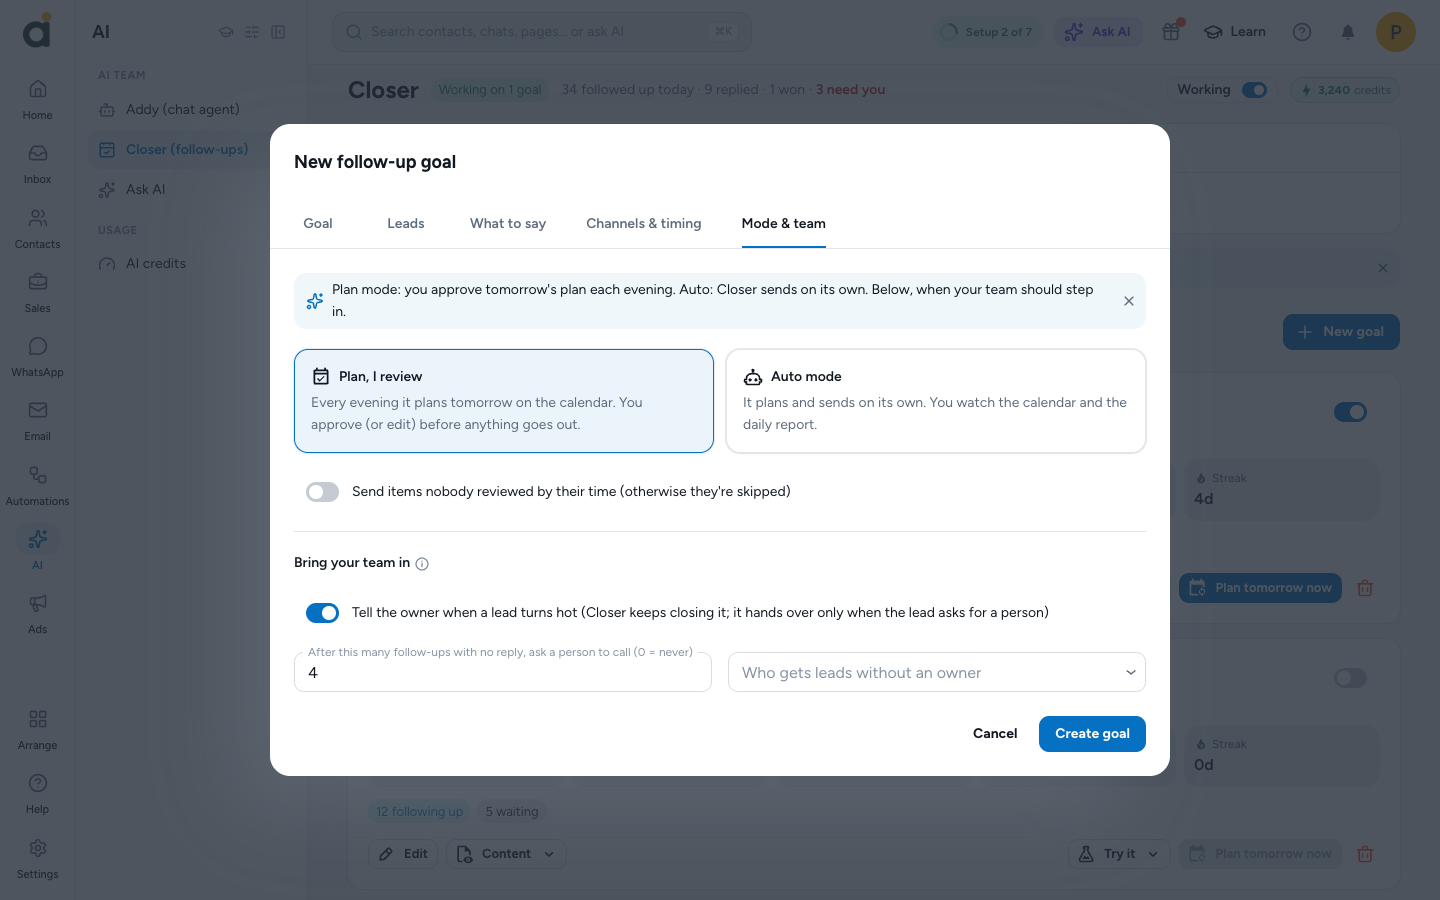 AI
Search contacts, chats, pages... or ask AI
⌘K
Setup 2 of 7
Ask AI
Learn
P
Home
Inbox
Contacts
Sales
WhatsApp
Email
Automations
AI
Ads
Arrange
Help
Settings
AI TEAM
Addy (chat agent)
Closer (follow-ups)
Ask AI
USAGE
AI credits
Closer
Working on 1 goal
34 followed up today · 9 replied · 1 won · 3 need you
Working
3,240 credits
New goal
New follow-up goal
Goal
Leads
What to say
Channels & timing
Mode & team
Plan mode: you approve tomorrow's plan each evening. Auto: Closer sends on its own. Below, when your team should step
in.
Plan, I review
Every evening it plans tomorrow on the calendar. You
approve (or edit) before anything goes out.
Auto mode
It plans and sends on its own. You watch the calendar and the
daily report.
Send items nobody reviewed by their time (otherwise they're skipped)
Bring your team in
Tell the owner when a lead turns hot (Closer keeps closing it; it hands over only when the lead asks for a person)
After this many follow-ups with no reply, ask a person to call (0 = never)
4
Who gets leads without an owner
Cancel
Create goal
Streak
4d
Plan tomorrow now
Streak
0d
12 following up
5 waiting
Edit
Content
Try it
Plan tomorrow now